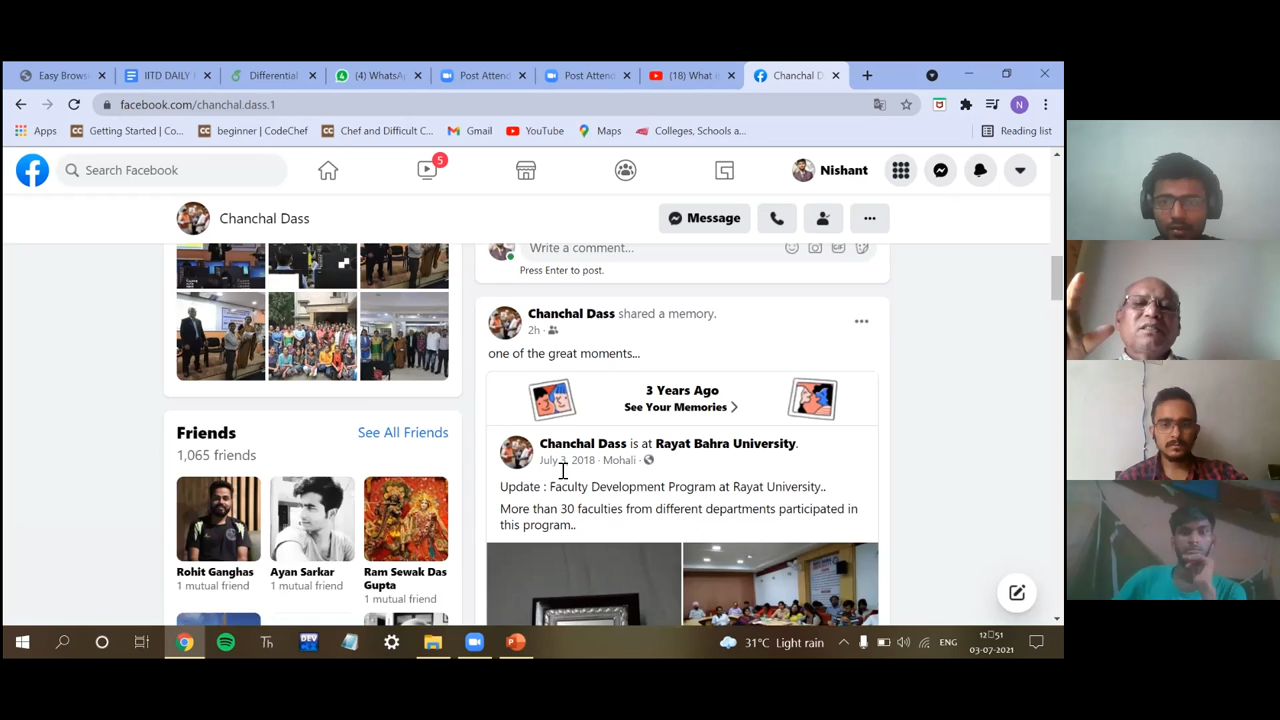 Easy Brows
IITD DAILY
Differential
(4) WhatsA
Post Attend
Post Atteno
(18) What i
Chanchal D
facebook.com/chanchal.dass.1
Apps
Getting Started | Co...
beginner | CodeChef
Chef and Difficult C...
Gmail
YouTube
Maps
Colleges, Schools a...
Reading list
Search Facebook
5
Nishant
Chanchal Dass
Message
Write a comment...
Press Enter to post.
Chanchal Dass shared a memory.
2h ·
one of the great moments...
3 Years Ago
See Your Memories
Friends
See All Friends
1,065 friends
Chanchal Dass is at Rayat Bahra University.
July 3, 2018 · Mohali ·
Update : Faculty Development Program at Rayat University..
More than 30 faculties from different departments participated in
this program..
Rohit Ganghas
1 mutual friend
Ayan Sarkar
1 mutual friend
Ram Sewak Das
Gupta
1 mutual friend
31°C Light rain
ENG
12 51
03-07-2021